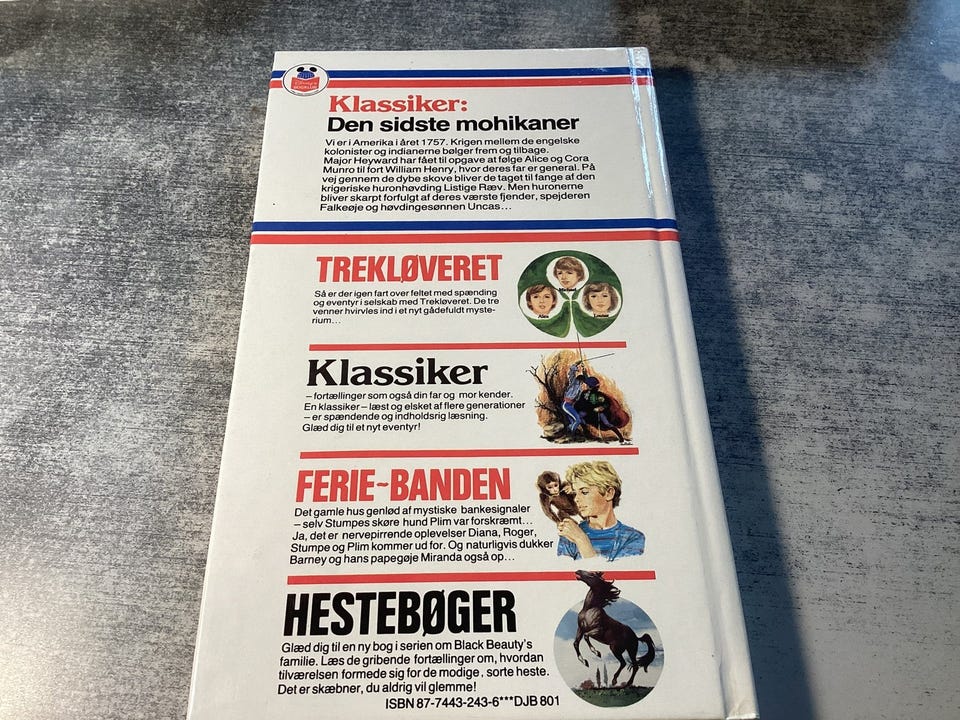 Disney's
BOGKLUB
Klassiker:
Den sidste mohikaner
Vi er i Amerika i året 1757. Krigen mellem de engelske
kolonister og indianerne bølger frem og tilbage.
Major Heyward har fået til opgave at følge Alice og Cora
Munro til fort William Henry, hvor deres far er general. På
vej gennem de dybe skove bliver de taget til fange af den
krigeriske huronhøvding Listige Ræv. Men huronerne
bliver skarpt forfulgt af deres værste fjender, spejderen
Falkeøje og høvdingesønnen Uncas...
TREKLØVERET
Så er der igen fart over feltet med spænding
og eventyr i selskab med Trekløveret. De tre
venner hvirvles ind i et nyt gådefuldt myste-
rium...
Alex
Louise
Klassiker
– fortællinger som også din far og mor kender.
En klassiker – læst og elsket af flere generationer
– er spændende og indholdsrig læsning.
Glæd dig til et nyt eventyr!
FERIE-BANDEN
Det gamle hus genlød af mystiske bankesignaler
– selv Stumpes skøre hund Plim var forskræmt...
Ja, det er nervepirrende oplevelser Diana, Roger,
Stumpe og Plim kommer ud for. Og naturligvis dukker
Barney og hans papegøje Miranda også op...
HESTEBØGER
Glæd dig til en ny bog i serien om Black Beauty's
familie. Læs de gribende fortællinger om, hvordan
tilværelsen formede sig for de modige, sorte heste.
Det er skæbner, du aldrig vil glemme!
ISBN 87-7443-243-6***DJB 801